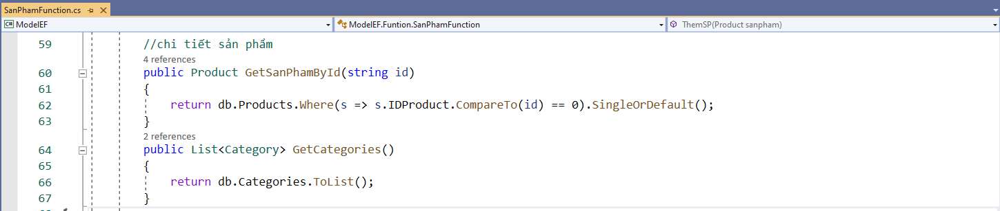 SanPhamFunction.cs
C# ModelEF ModelEF.Funtion.SanPhamFunction ThemSP(Product sanpham)
59 //chi tiết sản phẩm
4 references
60 public Product GetSanPhamById(string id)
61 {
62 return db.Products.Where(s => s.IDProduct.CompareTo(id) == 0).SingleOrDefault();
63 }
2 references
64 public List<Category> GetCategories()
65 {
66 return db.Categories.ToList();
67 }